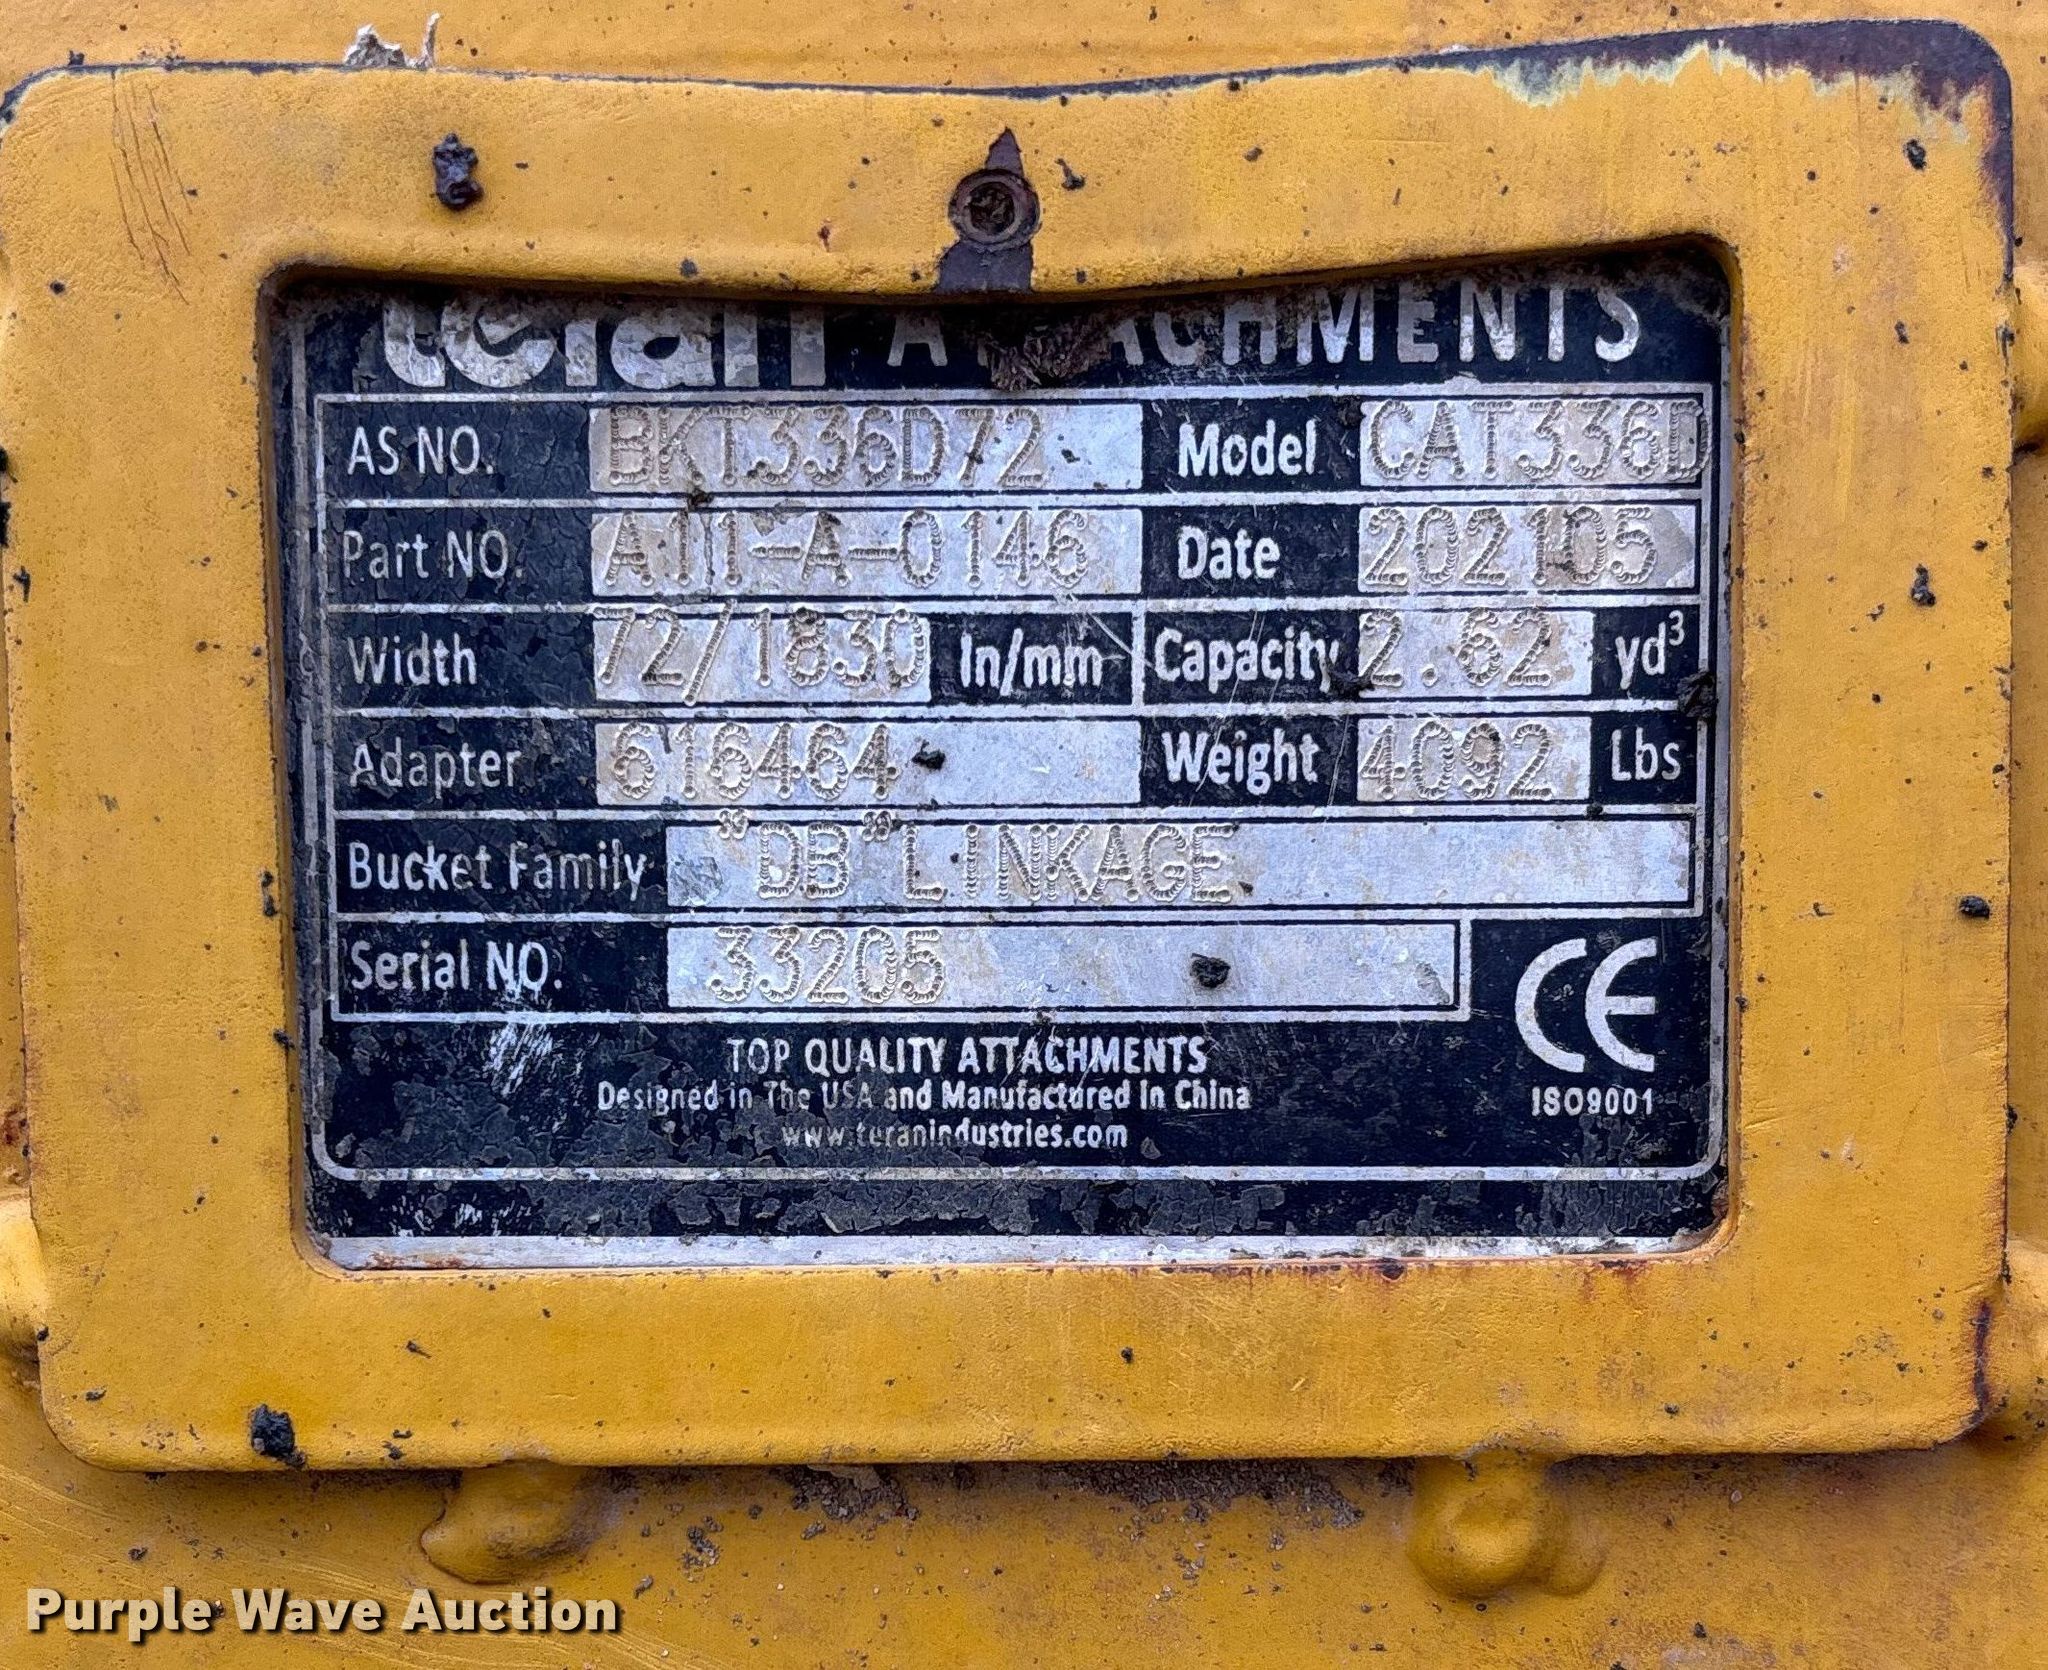 teran ATTACHMENTS
AS NO. BKT336D72 Model CAT336D
Part NO. A11-A-0146 Date 202105
Width 72/1830 In/mm Capacity 2.62 yd³
Adapter 616464 Weight 4092 Lbs
Bucket Family "DB"LINKAGE
Serial NO. 33205
CE
ISO9001
TOP QUALITY ATTACHMENTS
Designed in The USA and Manufactured in China
www.teranindustries.com
Purple Wave Auction